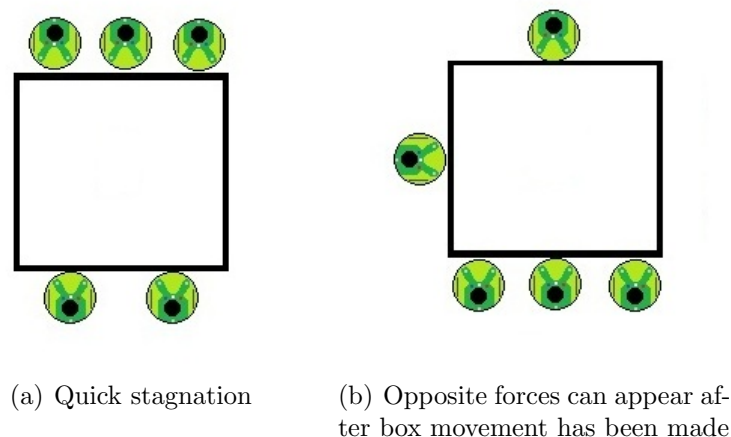 (a) Quick stagnation
(b) Opposite forces can appear af-
ter box movement has been made